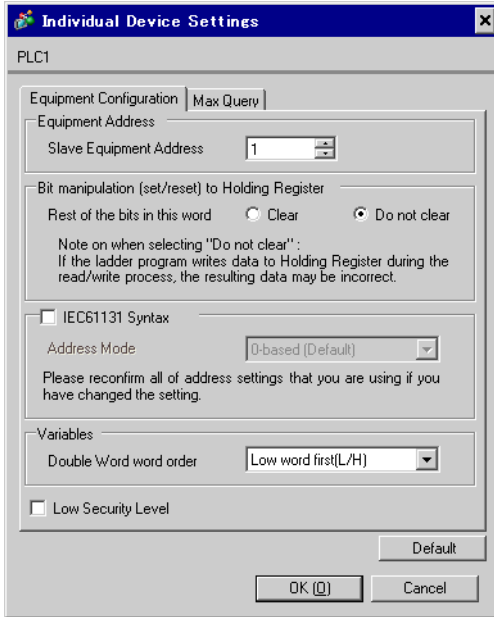 Individual Device Settings
PLC1
Equipment Configuration Max Query
Equipment Address
Slave Equipment Address 1
Bit manipulation (set/reset) to Holding Register
Rest of the bits in this word Clear Do not clear
Note on when selecting "Do not clear" :
If the ladder program writes data to Holding Register during the
read/write process, the resulting data may be incorrect.
IEC61131 Syntax
Address Mode 0-based (Default)
Please reconfirm all of address settings that you are using if you
have changed the setting.
Variables
Double Word word order Low word first(L/H)
Low Security Level
Default
OK (O) Cancel